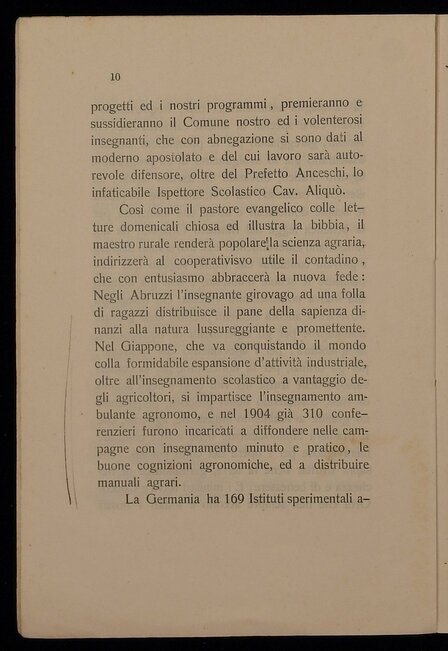 10
progetti ed i nostri programmi, premieranno e
sussidieranno il Comune nostro ed i volenterosi
insegnanti, che con abnegazione si sono dati al
moderno apostolato e del cui lavoro sarà auto-
revole difensore, oltre del Prefetto Anceschi, lo
infaticabile Ispettore Scolastico Cav. Aliquò.
Così come il pastore evangelico colle let-
ture domenicali chiosa ed illustra la bibbia, il
maestro rurale renderà popolare la scienza agraria,
indirizzerà al cooperativisvo utile il contadino,
che con entusiasmo abbraccerà la nuova fede:
Negli Abruzzi l'insegnante girovago ad una folla
di ragazzi distribuisce il pane della sapienza di-
nanzi alla natura lussureggiante e promettente.
Nel Giappone, che va conquistando il mondo
colla formidabile espansione d'attività industriale,
oltre all'insegnamento scolastico a vantaggio de-
gli agricoltori, si impartisce l'insegnamento am-
bulante agronomo, e nel 1904 già 310 confe-
renzieri furono incaricati a diffondere nelle cam-
pagne con insegnamento minuto e pratico, le
buone cognizioni agronomiche, ed a distribuire
manuali agrari.
La Germania ha 169 Istituti sperimentali a-